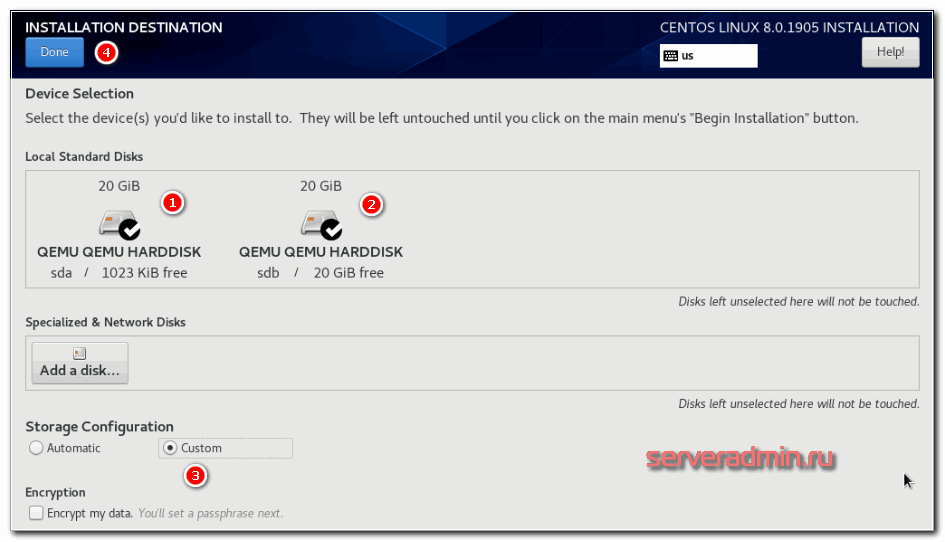 INSTALLATION DESTINATION
CENTOS LINUX 8.0.1905 INSTALLATION
Done
4
us
Help!
Device Selection
Select the device(s) you'd like to install to. They will be left untouched until you click on the main menu's "Begin Installation" button.
Local Standard Disks
20 GiB
1
20 GiB
2
QEMU QEMU HARDDISK
QEMU QEMU HARDDISK
sda / 1023 KiB free
sdb / 20 GiB free
Disks left unselected here will not be touched.
Specialized & Network Disks
Add a disk...
Disks left unselected here will not be touched.
Storage Configuration
Automatic
Custom
3
serveradmin.ru
Encryption
Encrypt my data. You'll set a passphrase next.